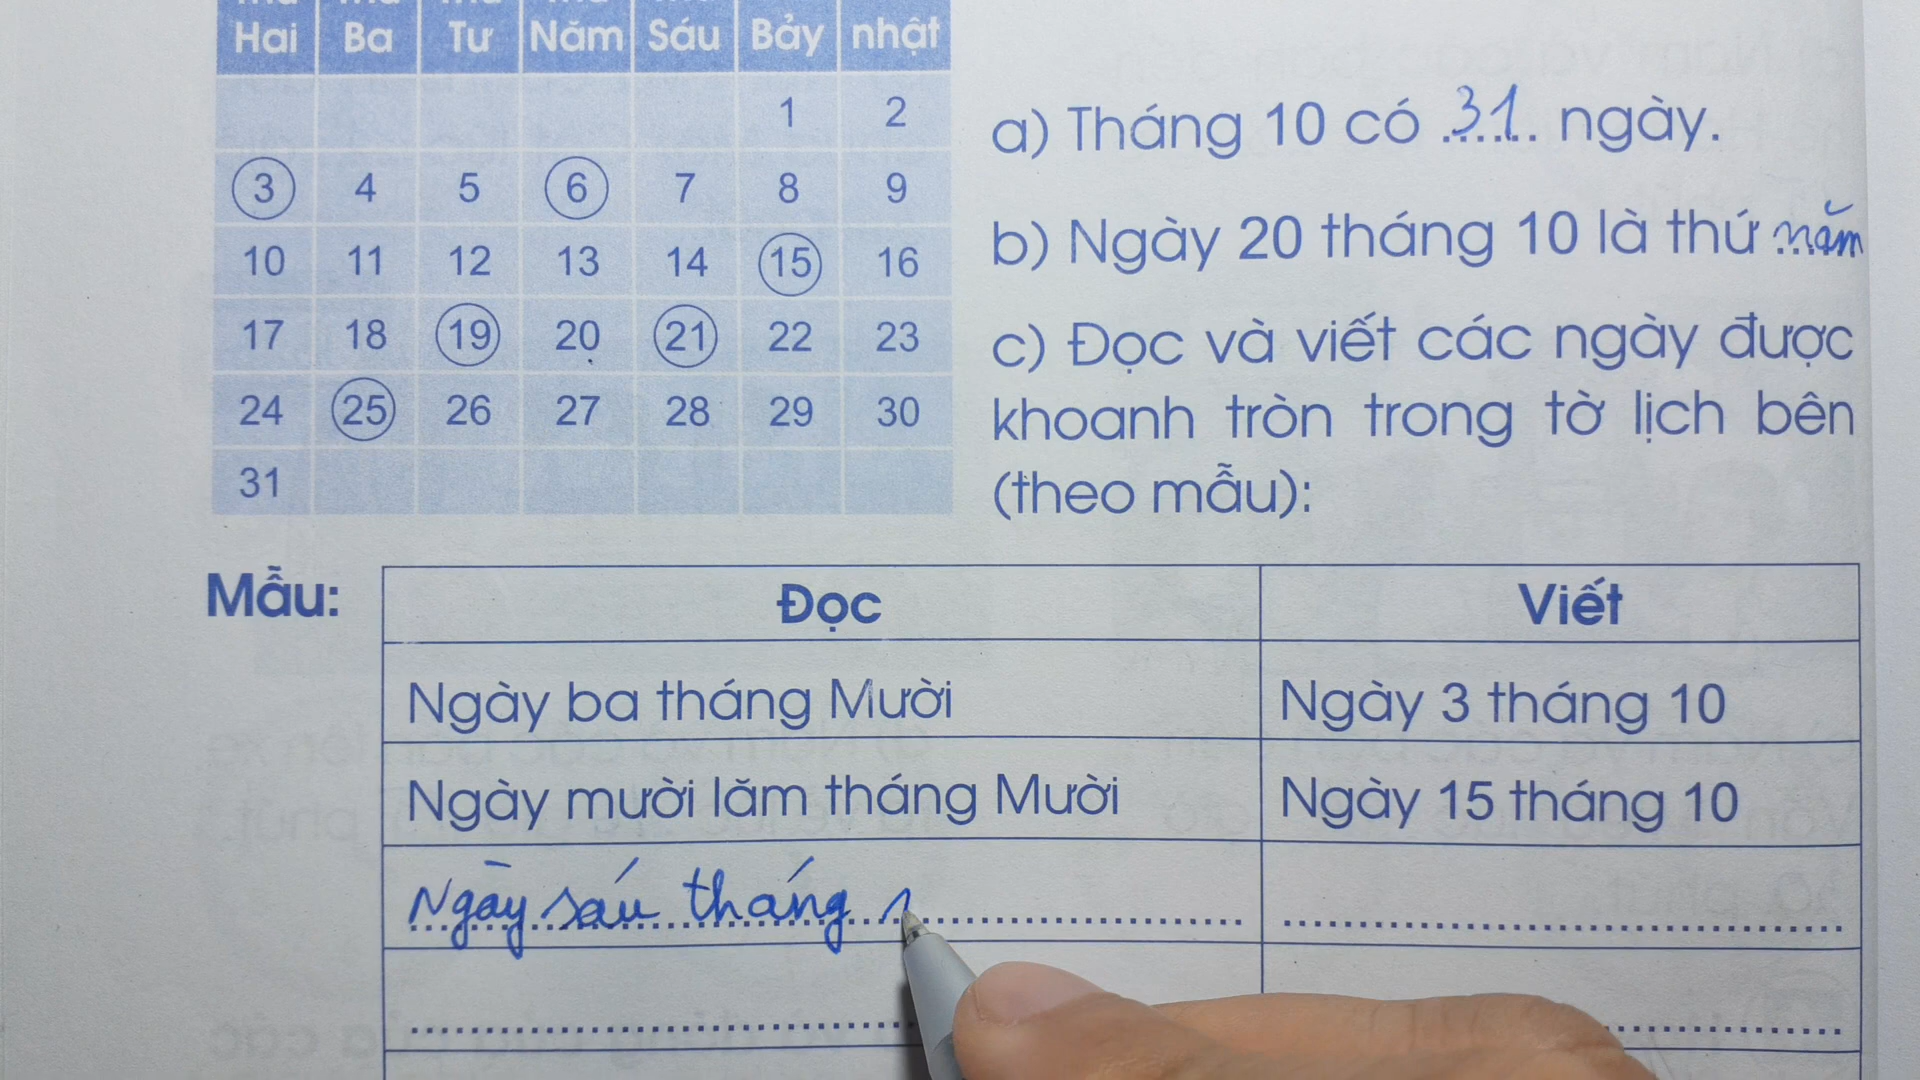 Hai Ba Tư Năm Sáu Bảy nhật
1 2
3 4 5 6 7 8 9
10 11 12 13 14 15 16
17 18 19 20 21 22 23
24 25 26 27 28 29 30
31
a) Tháng 10 có 31 ngày.
b) Ngày 20 tháng 10 là thứ năm
c) Đọc và viết các ngày được
khoanh tròn trong tờ lịch bên
(theo mẫu):
Mẫu:
Đọc Viết
Ngày ba tháng Mười Ngày 3 tháng 10
Ngày mười lăm tháng Mười Ngày 15 tháng 10
Ngày sáu tháng